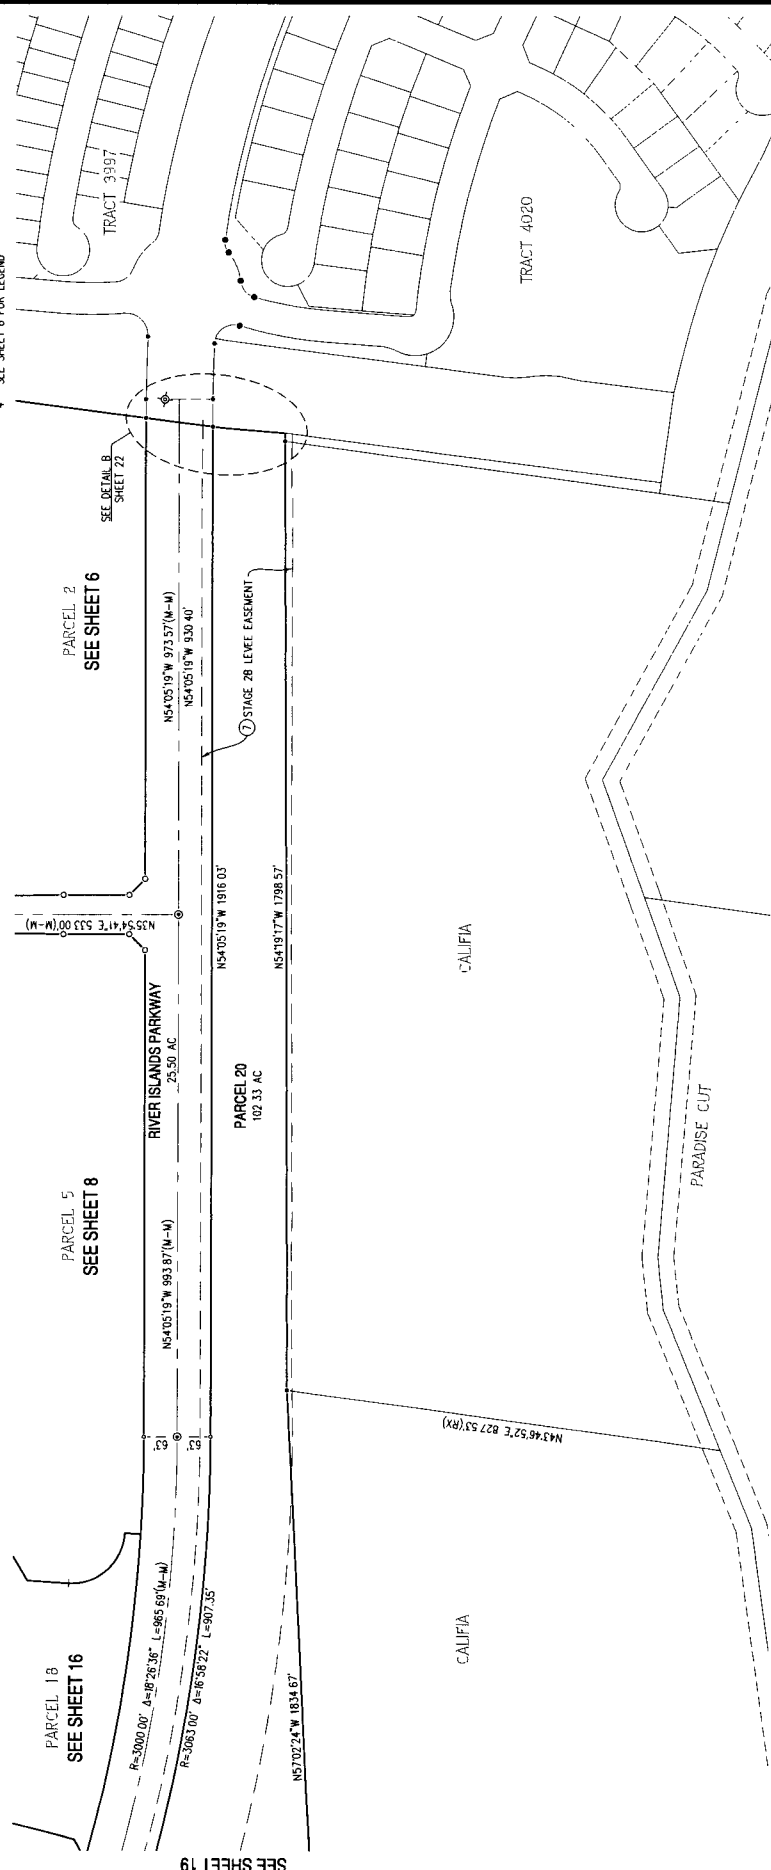 4 SEE SHEET 6 FOR LEGEND
TRACT 3997
TRACT 4020
SEE DETAIL B
SHEET 22
PARCEL 2
SEE SHEET 6
N54°05'19"W 973 57'(M-M)
N54°05'19"W 930 40'
7 STAGE 2B LEVEE EASEMENT
N35°54'41"E 533 00'(M-M)
N54°05'19"W 1916 03'
N54°19'17"W 1798 57'
CALIFIA
RIVER ISLANDS PARKWAY
25.50 AC
PARCEL 20
102 33 AC
PARADISE CUT
PARCEL 5
SEE SHEET 8
N54°05'19"W 993 87'(M-M)
63'
63'
N43°46'52"E 827 53'(RX)
PARCEL 18
SEE SHEET 16
R=3000 00' Δ=18°26'36" L=965 69'(M-M)
R=3063 00' Δ=16°58'22" L=907.35'
N57°02'24"W 1834 67'
CALIFIA
SEE SHEET 19